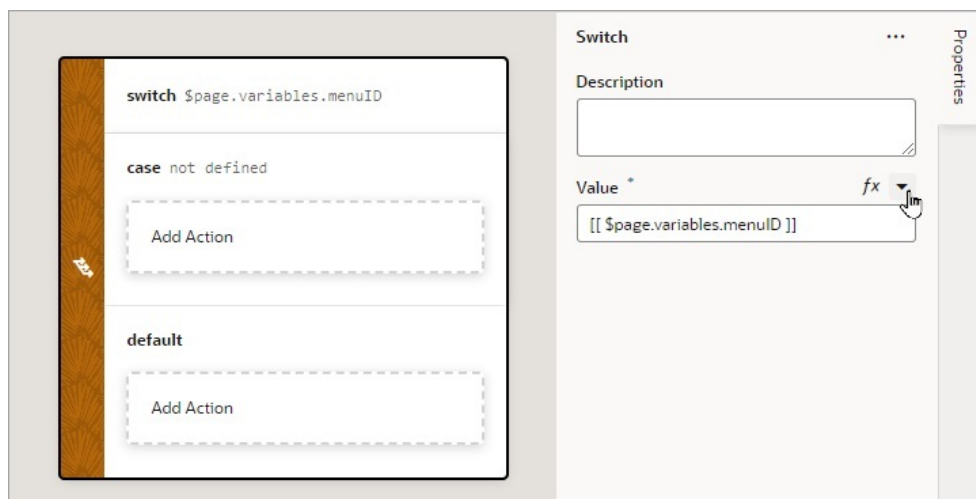 switch $page.variables.menuID
case not defined
Add Action
default
Add Action
Switch
Description
Value *
fx
[[ $page.variables.menuID ]]
Properties